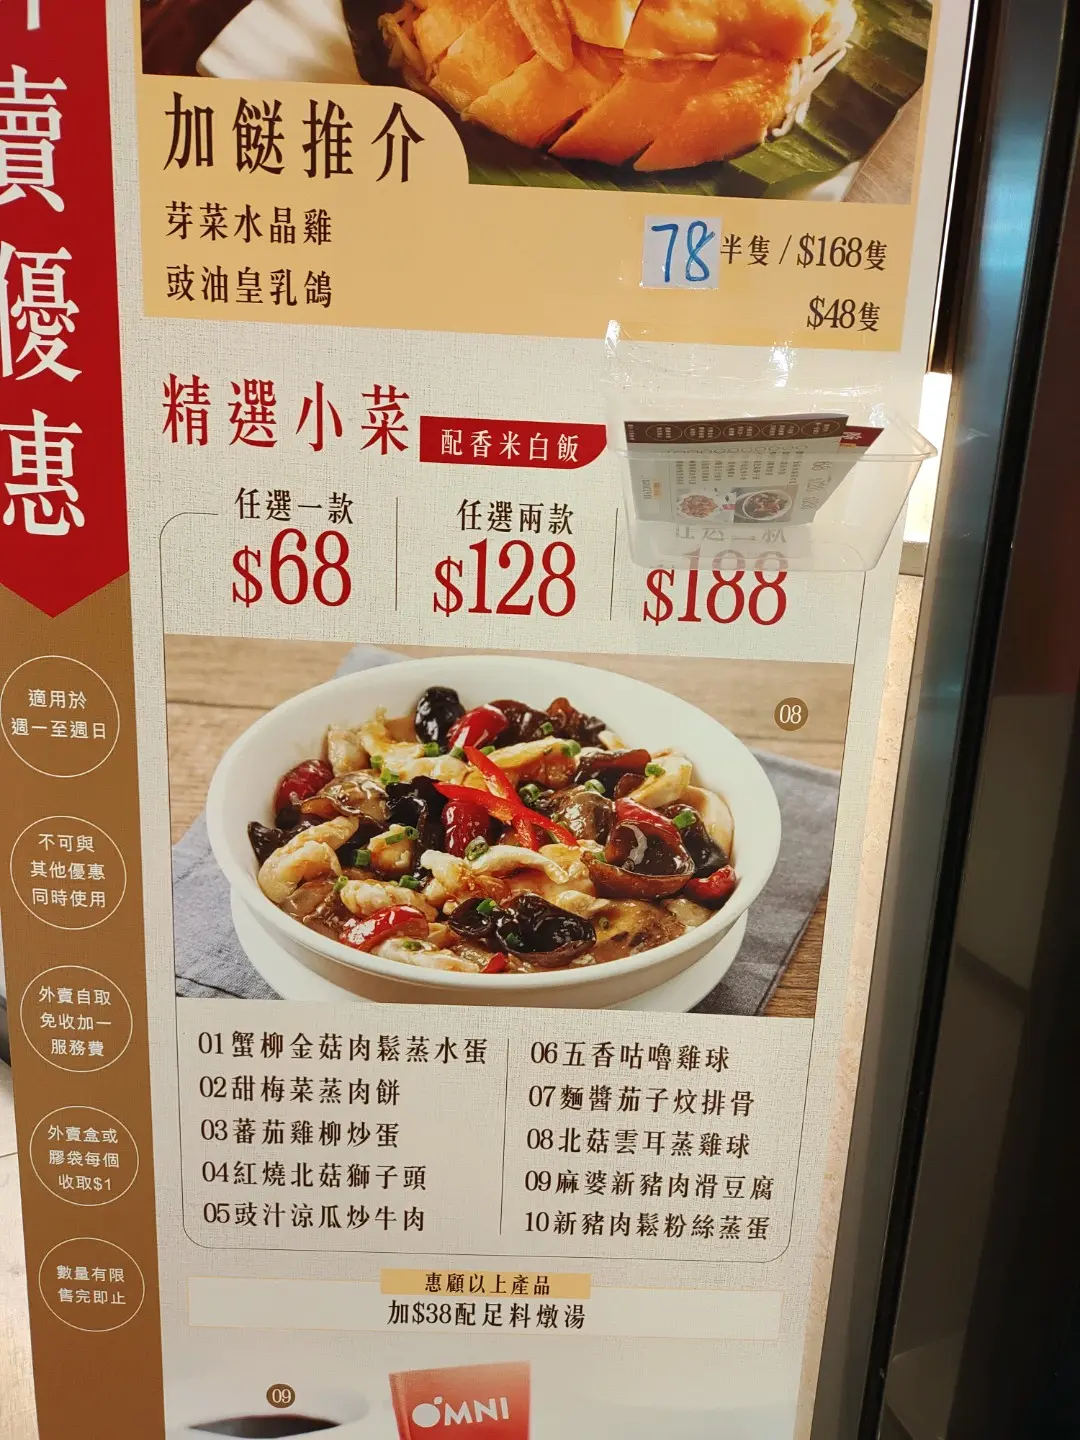 賣優惠
加餸推介
芽菜水晶雞 78半隻 / $168隻
豉油皇乳鴿 $48隻
精選小菜 配香米白飯
任選一款 任選兩款
$68 $128 $188
08
適用於
週一至週日
不可與
其他優惠
同時使用
外賣自取
免收加一
服務費
外賣盒或
膠袋每個
收取$1
數量有限
售完即止
01蟹柳金菇肉鬆蒸水蛋
02甜梅菜蒸肉餅
03蕃茄雞柳炒蛋
04紅燒北菇獅子頭
05豉汁涼瓜炒牛肉
06五香咕嚕雞球
07麵醬茄子炆排骨
08北菇雲耳蒸雞球
09麻婆新豬肉滑豆腐
10新豬肉鬆粉絲蒸蛋
惠顧以上產品
加$38配足料燉湯
09
OMNI